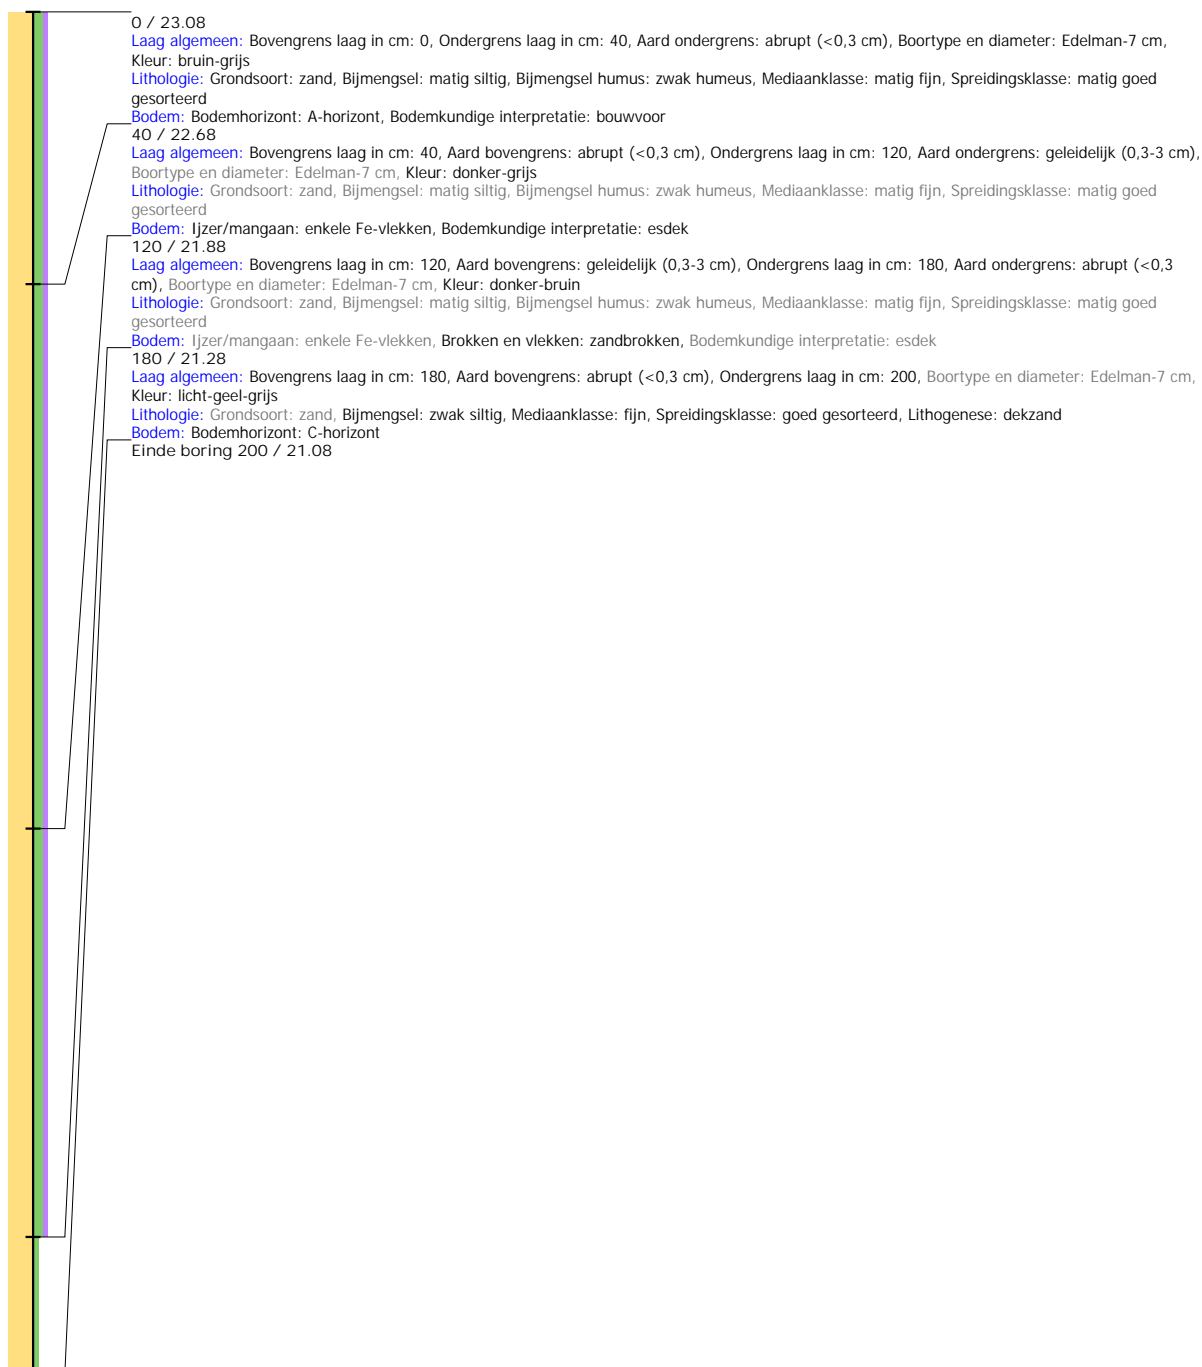 0 / 23.08
Laag algemeen: Bovengrens laag in cm: 0, Ondergrens laag in cm: 40, Aard ondergrens: abrupt (<0,3 cm), Boortype en diameter: Edelman-7 cm,
Kleur: bruin-grijs
Lithologie: Grondsoort: zand, Bijmengsel: matig siltig, Bijmengsel humus: zwak humeus, Mediaanklasse: matig fijn, Spreidingsklasse: matig goed
gesorteerd
Bodem: Bodemhorizont: A-horizont, Bodemkundige interpretatie: bouwvoor
40 / 22.68
Laag algemeen: Bovengrens laag in cm: 40, Aard bovengrens: abrupt (<0,3 cm), Ondergrens laag in cm: 120, Aard ondergrens: geleidelijk (0,3-3 cm),
Boortype en diameter: Edelman-7 cm, Kleur: donker-grijs
Lithologie: Grondsoort: zand, Bijmengsel: matig siltig, Bijmengsel humus: zwak humeus, Mediaanklasse: matig fijn, Spreidingsklasse: matig goed
gesorteerd
Bodem: Ijzer/mangaan: enkele Fe-vlekken, Bodemkundige interpretatie: esdek
120 / 21.88
Laag algemeen: Bovengrens laag in cm: 120, Aard bovengrens: geleidelijk (0,3-3 cm), Ondergrens laag in cm: 180, Aard ondergrens: abrupt (<0,3
cm), Boortype en diameter: Edelman-7 cm, Kleur: donker-bruin
Lithologie: Grondsoort: zand, Bijmengsel: matig siltig, Bijmengsel humus: zwak humeus, Mediaanklasse: matig fijn, Spreidingsklasse: matig goed
gesorteerd
Bodem: Ijzer/mangaan: enkele Fe-vlekken, Brokken en vlekken: zandbrokken, Bodemkundige interpretatie: esdek
180 / 21.28
Laag algemeen: Bovengrens laag in cm: 180, Aard bovengrens: abrupt (<0,3 cm), Ondergrens laag in cm: 200, Boortype en diameter: Edelman-7 cm,
Kleur: licht-geel-grijs
Lithologie: Grondsoort: zand, Bijmengsel: zwak siltig, Mediaanklasse: fijn, Spreidingsklasse: goed gesorteerd, Lithogenese: dekzand
Bodem: Bodemhorizont: C-horizont
Einde boring 200 / 21.08